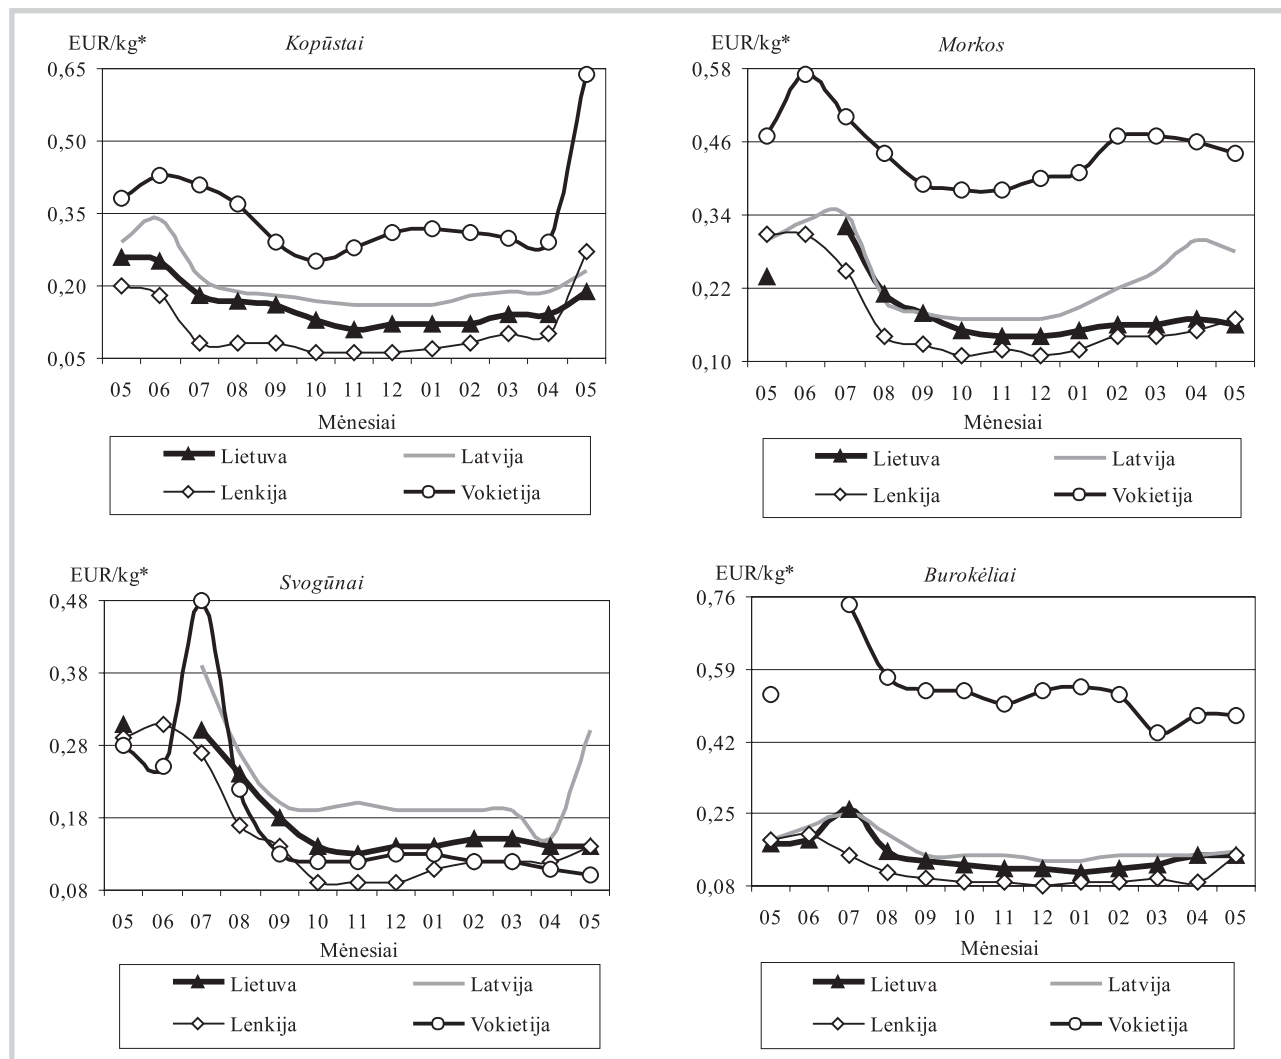 EUR/kg*
Kopūstai
0,65
0,50
0,35
0,20
0,05
05 06 07 08 09 10 11 12 01 02 03 04 05
Mėnesiai
Lietuva Latvija
Lenkija Vokietija
EUR/kg*
Morkos
0,58
0,46
0,34
0,22
0,10
05 06 07 08 09 10 11 12 01 02 03 04 05
Mėnesiai
Lietuva Latvija
Lenkija Vokietija
EUR/kg*
Svogūnai
0,48
0,38
0,28
0,18
0,08
05 06 07 08 09 10 11 12 01 02 03 04 05
Mėnesiai
Lietuva Latvija
Lenkija Vokietija
EUR/kg*
Burokėliai
0,76
0,59
0,42
0,25
0,08
05 06 07 08 09 10 11 12 01 02 03 04 05
Mėnesiai
Lietuva Latvija
Lenkija Vokietija